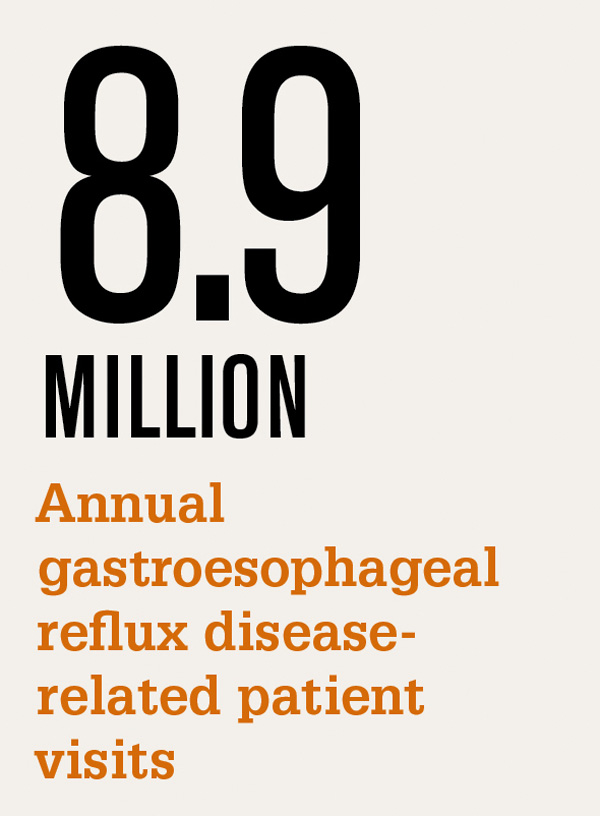 8.9
MILLION
Annual
gastroesophageal
reflux disease-
related patient
visits